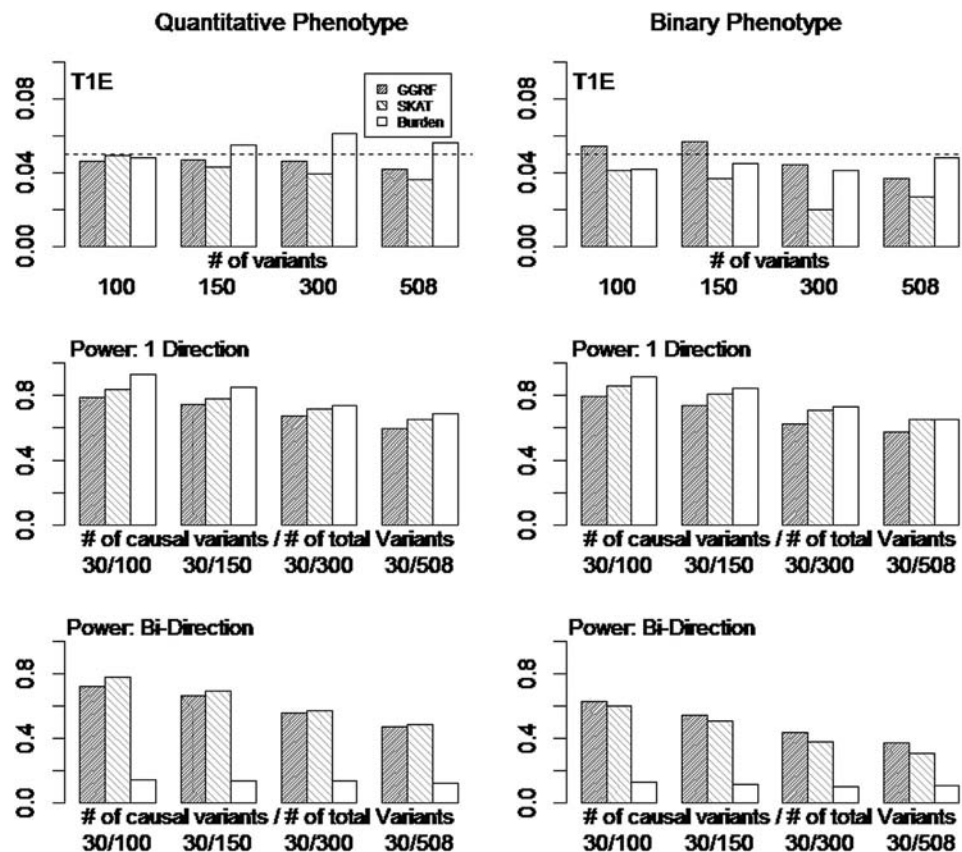 Quantitative Phenotype
Binary Phenotype
T1E
GGRF
SKAT
Burden
0.00 0.04 0.08
# of variants
100 150 300 508
T1E
0.00 0.04 0.08
# of variants
100 150 300 508
Power: 1 Direction
0.0 0.4 0.8
# of causal variants / # of total Variants
30/100 30/150 30/300 30/508
Power: 1 Direction
0.0 0.4 0.8
# of causal variants / # of total Variants
30/100 30/150 30/300 30/508
Power: Bi-Direction
0.0 0.4 0.8
# of causal variants / # of total Variants
30/100 30/150 30/300 30/508
Power: Bi-Direction
0.0 0.4 0.8
# of causal variants / # of total Variants
30/100 30/150 30/300 30/508